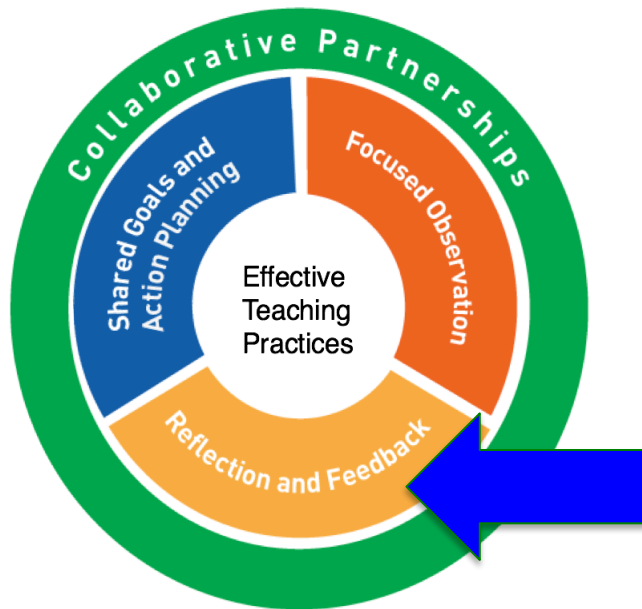 Collaborative Partnerships
Shared Goals and
Action Planning
Focused Observation
Effective
Teaching
Practices
Reflection and Feedback